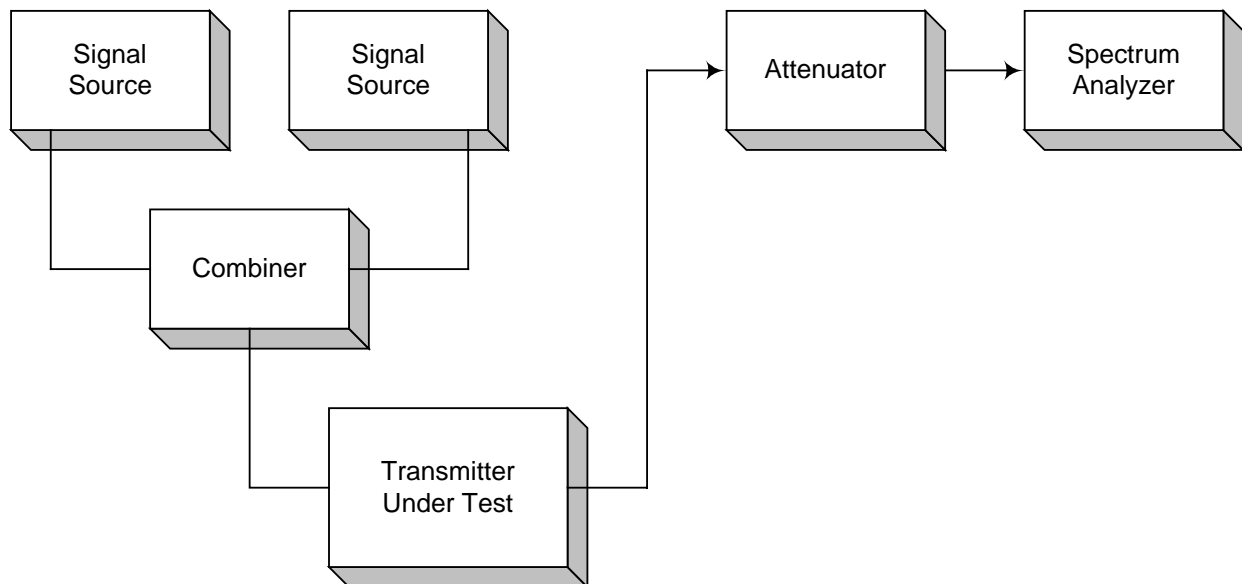 Signal
Source
Signal
Source
Attenuator
Spectrum
Analyzer
Combiner
Transmitter
Under Test